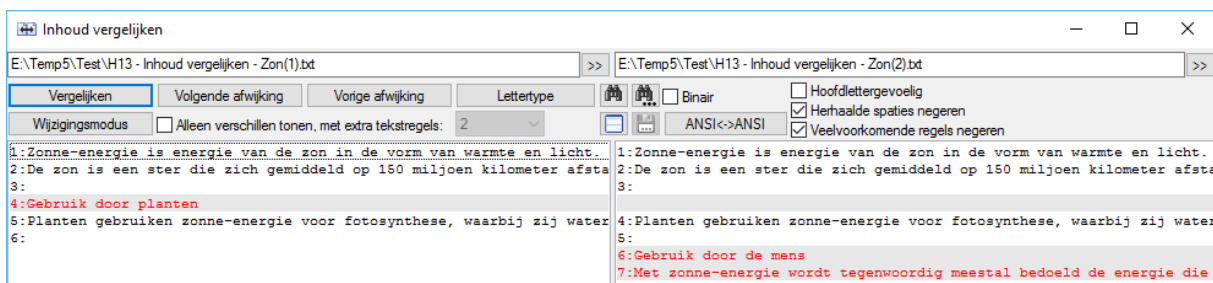 Inhoud vergelijken
E:\Temp5\Test\H13 - Inhoud vergelijken - Zon(1).txt >> E:\Temp5\Test\H13 - Inhoud vergelijken - Zon(2).txt >>
Vergelijken Volgende afwijking Vorige afwijking Lettertype Binair Hoofdlettergevoelig
Herhaalde spaties negeren
Wijzigingsmodus Alleen verschillen tonen, met extra tekstregels: 2 ANSI<->ANSI Veelvoorkomende regels negeren
1:Zonne-energie is energie van de zon in de vorm van warmte en licht. 1:Zonne-energie is energie van de zon in de vorm van warmte en licht.
2:De zon is een ster die zich gemiddeld op 150 miljoen kilometer afsta 2:De zon is een ster die zich gemiddeld op 150 miljoen kilometer afsta
3: 3:
4:Gebruik door planten
5:Planten gebruiken zonne-energie voor fotosynthese, waarbij zij water 4:Planten gebruiken zonne-energie voor fotosynthese, waarbij zij water
6: 5:
6:Gebruik door de mens
7:Met zonne-energie wordt tegenwoordig meestal bedoeld de energie die